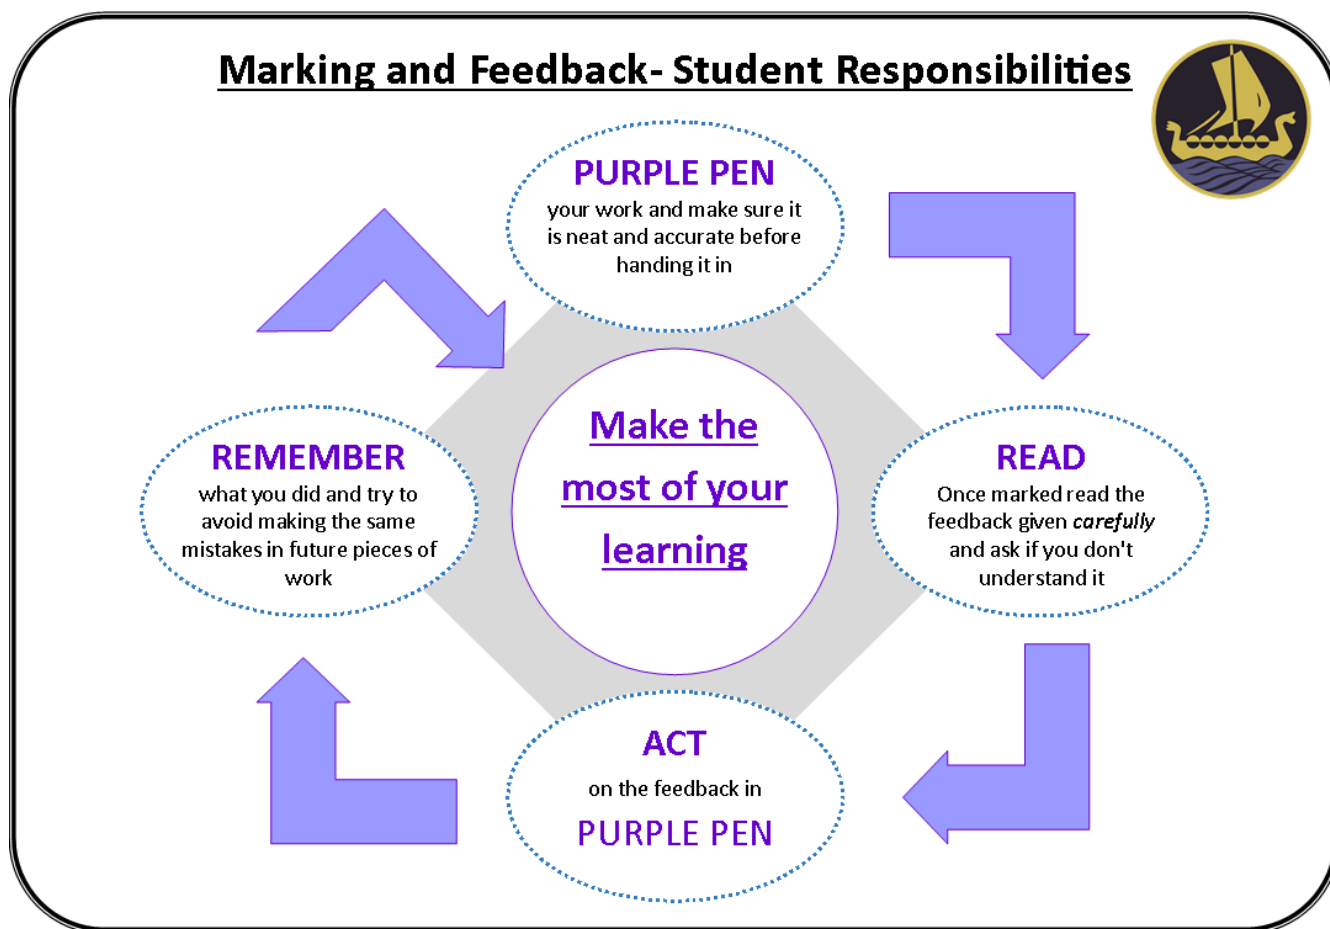 Marking and Feedback- Student Responsibilities
PURPLE PEN
your work and make sure it
is neat and accurate before
handing it in
READ
Once marked read the
feedback given carefully
and ask if you don't
understand it
ACT
on the feedback in
PURPLE PEN
REMEMBER
what you did and try to
avoid making the same
mistakes in future pieces of
work
Make the
most of your
learning